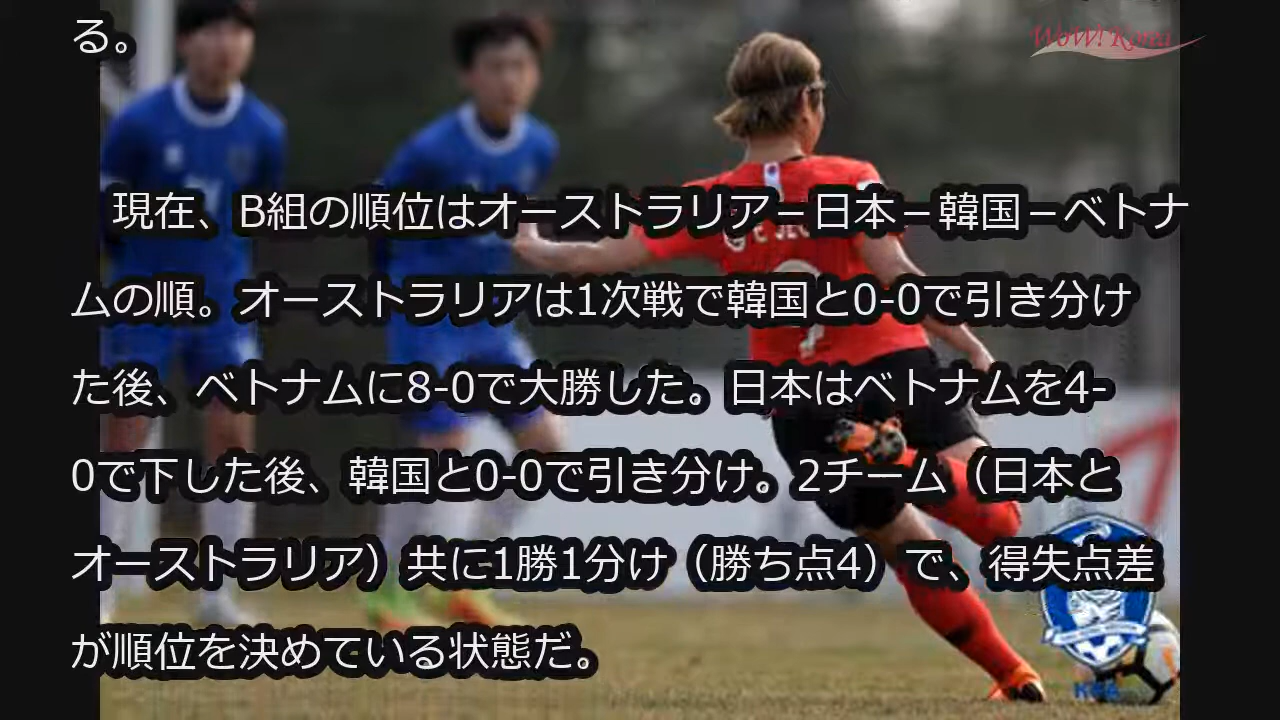 る。
WoW! Korea
現在、B組の順位はオーストラリア－日本－韓国－ベトナ
ムの順。オーストラリアは1次戦で韓国と0-0で引き分け
た後、ベトナムに8-0で大勝した。日本はベトナムを4-
0で下した後、韓国と0-0で引き分け。2チーム（日本と
オーストラリア）共に1勝1分け（勝ち点4）で、得失点差
が順位を決めている状態だ。
KFA